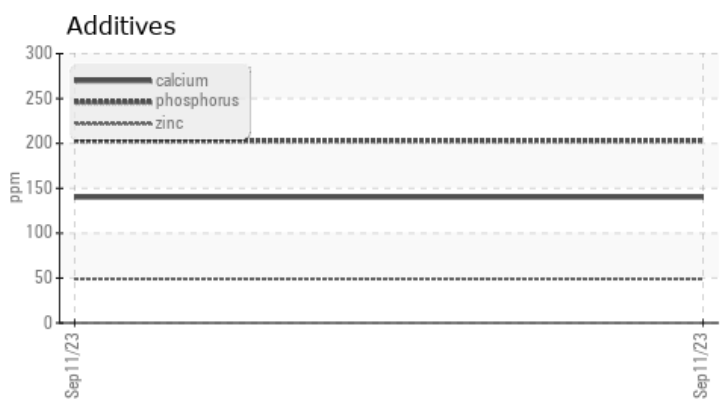 Additives
300
250
200
150
100
50
0
ppm
calcium
phosphorus
zinc
Sep11/23
Sep11/23